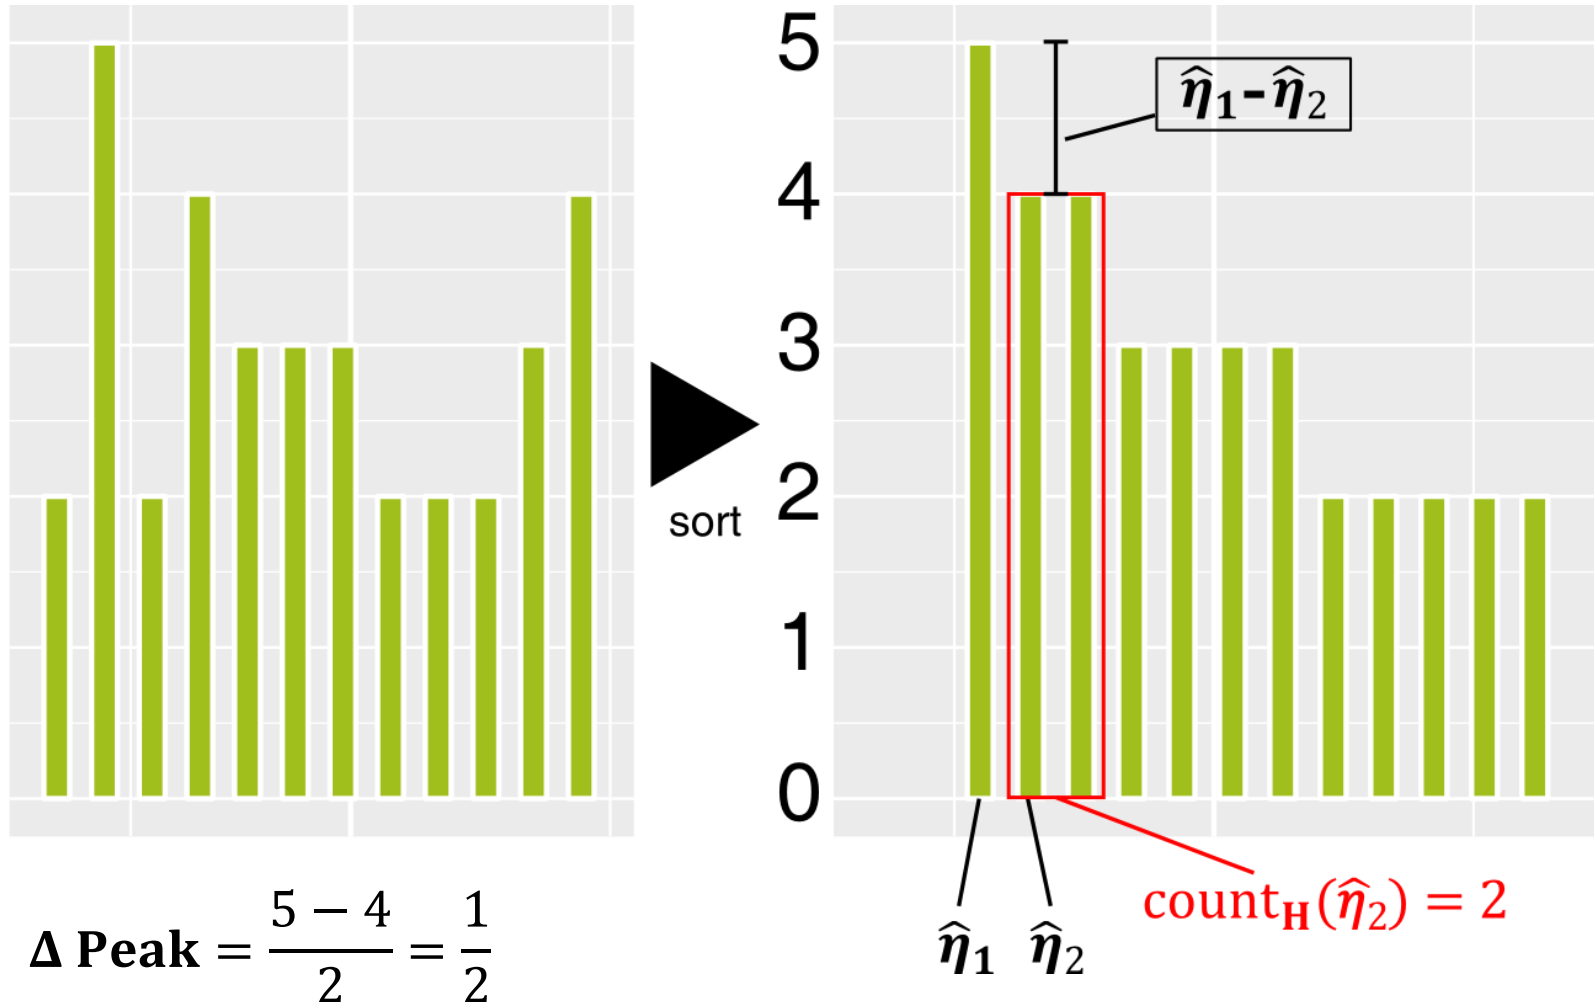 5
4
3
2
1
0
η̂₁-η̂₂
sort
η̂₁
η̂₂
count_H(η̂₂) = 2
Δ Peak = (5 − 4)/2 = 1/2